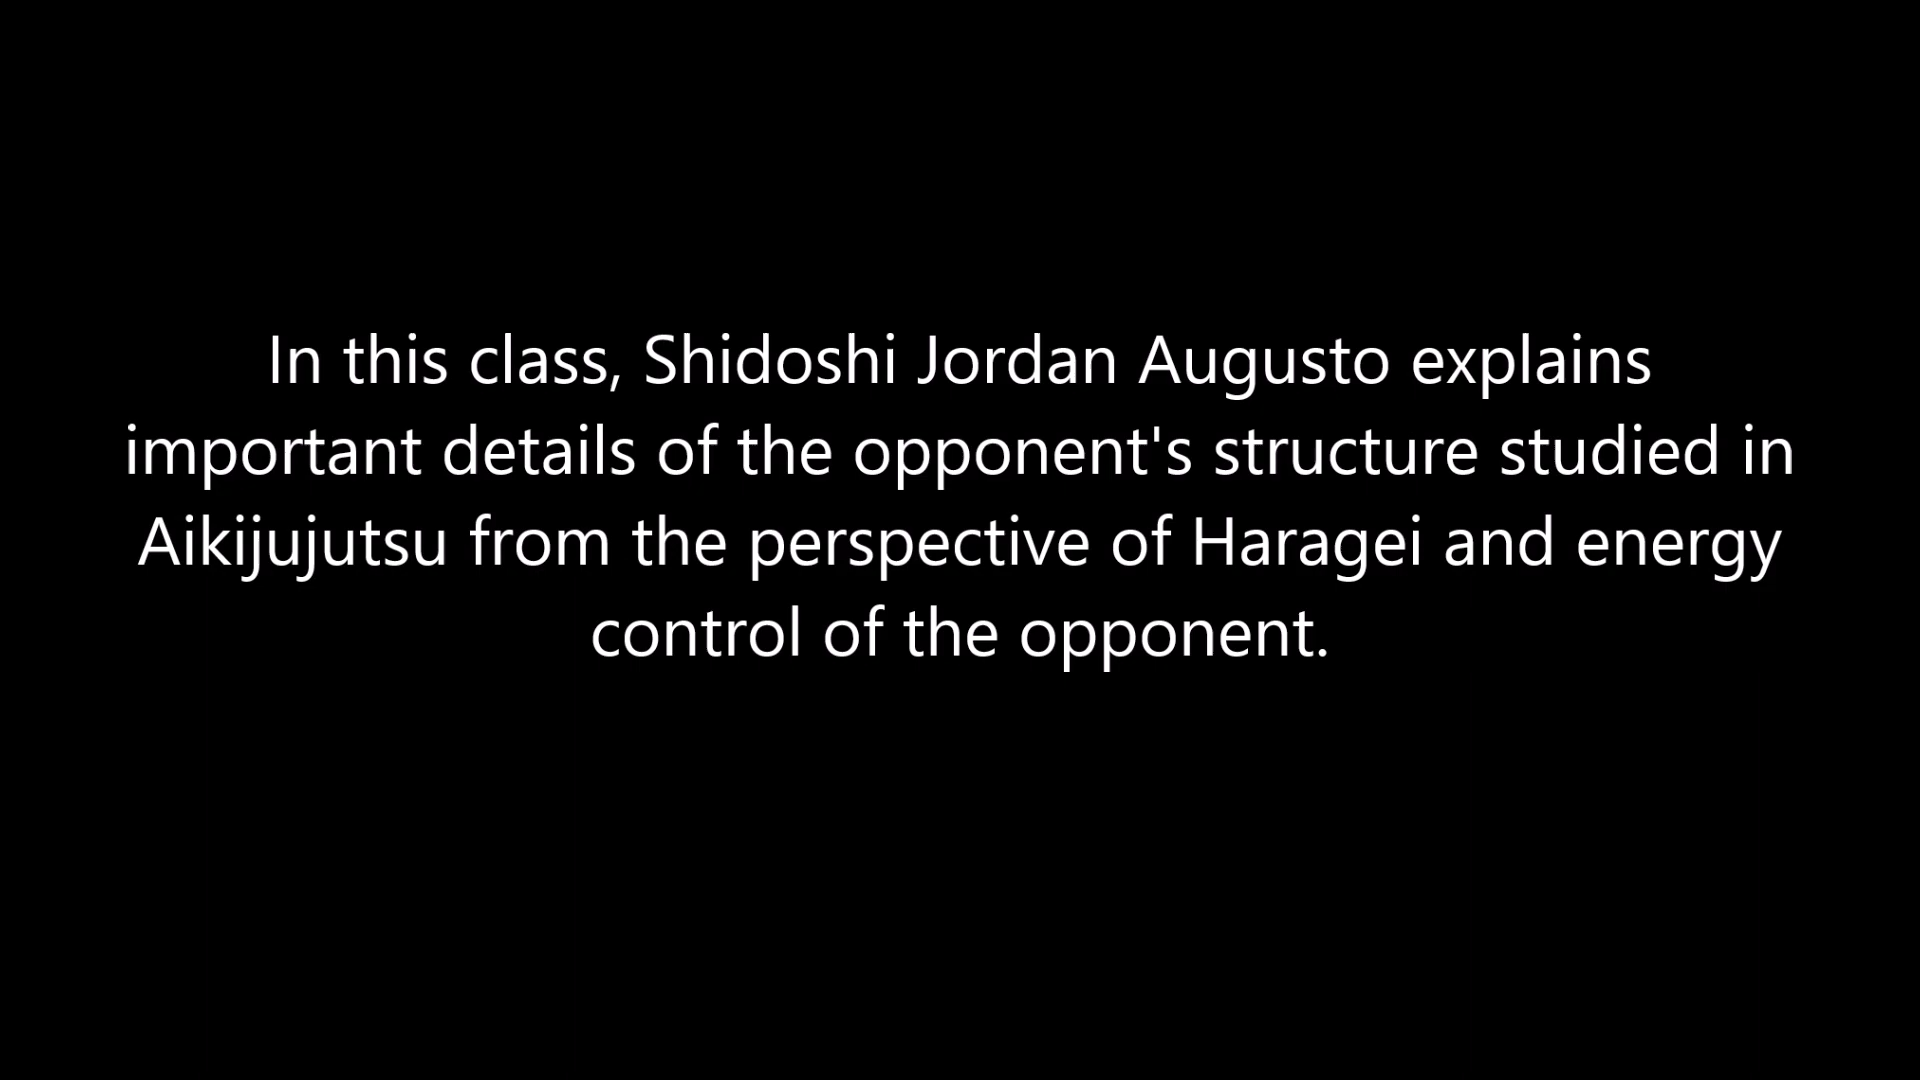 In this class, Shidoshi Jordan Augusto explains
important details of the opponent's structure studied in
Aikijujutsu from the perspective of Haragei and energy
control of the opponent.